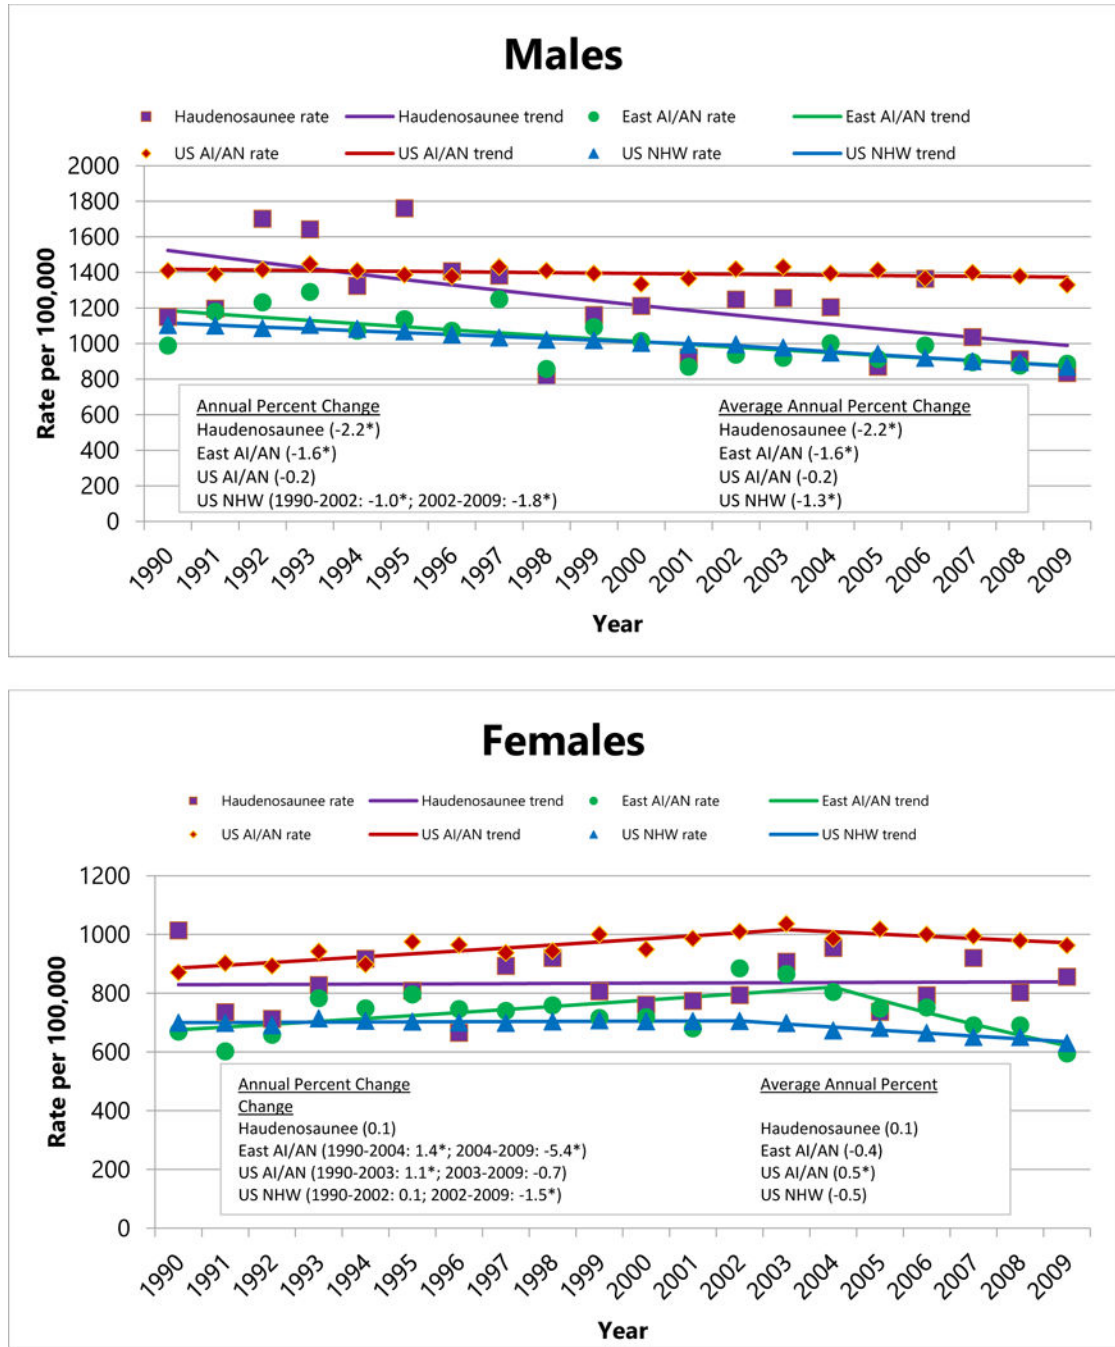 Males
Haudenosaunee rate Haudenosaunee trend East AI/AN rate East AI/AN trend
US AI/AN rate US AI/AN trend US NHW rate US NHW trend
2000
1800
1600
1400
1200
1000
800
600
400
200
0
Rate per 100,000
Annual Percent Change
Haudenosaunee (-2.2*)
East AI/AN (-1.6*)
US AI/AN (-0.2)
US NHW (1990-2002: -1.0*; 2002-2009: -1.8*)
Average Annual Percent Change
Haudenosaunee (-2.2*)
East AI/AN (-1.6*)
US AI/AN (-0.2)
US NHW (-1.3*)
1990 1991 1992 1993 1994 1995 1996 1997 1998 1999 2000 2001 2002 2003 2004 2005 2006 2007 2008 2009
Year
Females
Haudenosaunee rate Haudenosaunee trend East AI/AN rate East AI/AN trend
US AI/AN rate US AI/AN trend US NHW rate US NHW trend
1200
1000
800
600
400
200
0
Rate per 100,000
Annual Percent Change
Change
Haudenosaunee (0.1)
East AI/AN (1990-2004: 1.4*; 2004-2009: -5.4*)
US AI/AN (1990-2003: 1.1*; 2003-2009: -0.7)
US NHW (1990-2002: 0.1; 2002-2009: -1.5*)
Average Annual Percent
Haudenosaunee (0.1)
East AI/AN (-0.4)
US AI/AN (0.5*)
US NHW (-0.5)
1990 1991 1992 1993 1994 1995 1996 1997 1998 1999 2000 2001 2002 2003 2004 2005 2006 2007 2008 2009
Year